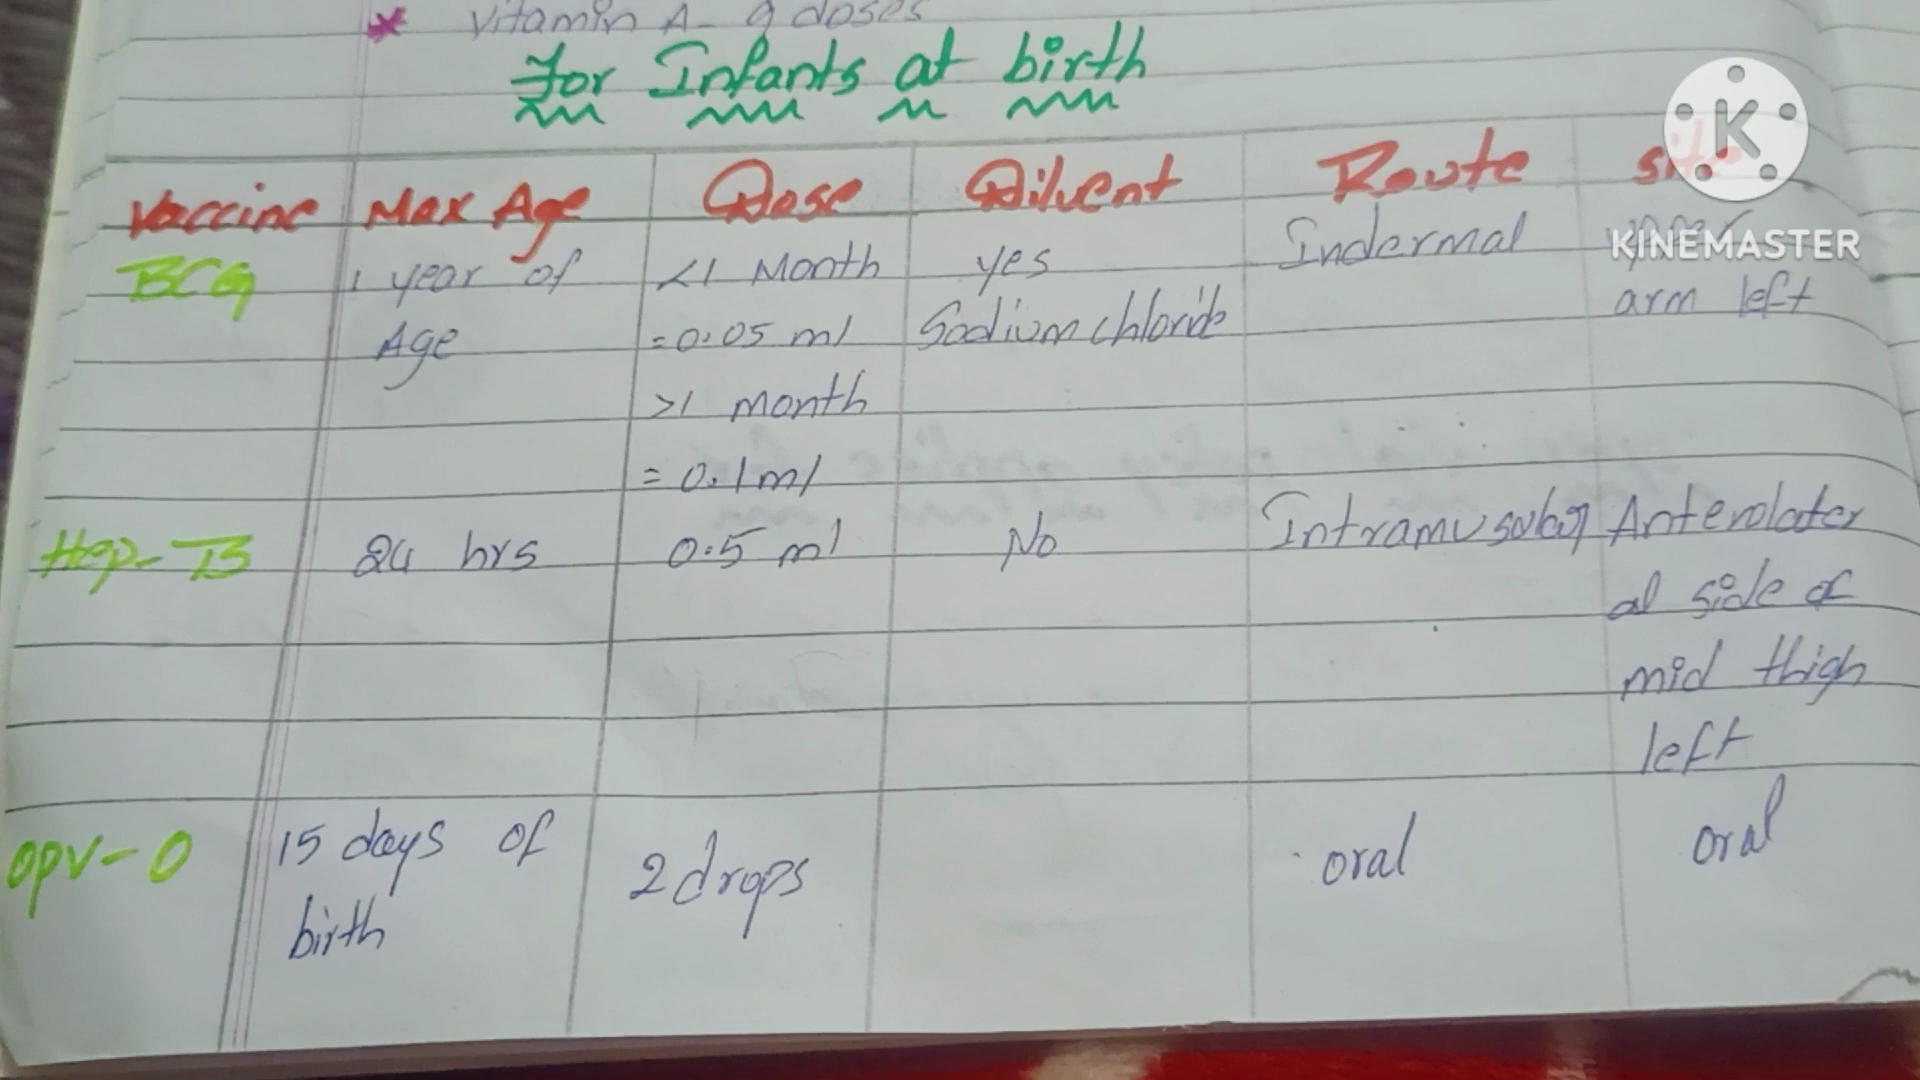 Vitamin A - 9 doses
For Infants at birth
Vaccine Max Age Dose Diluent Route site
BCG 1 year of <1 Month yes Indermal upper
Age =0.05 ml Sodium chloride arm left
>1 month
= 0.1ml
Hep-B 24 hrs 0.5 ml No Anterolater
al side of
mid thigh
left
OPV-0 15 days of 2 drops oral oral
birth
K
KINEMASTER